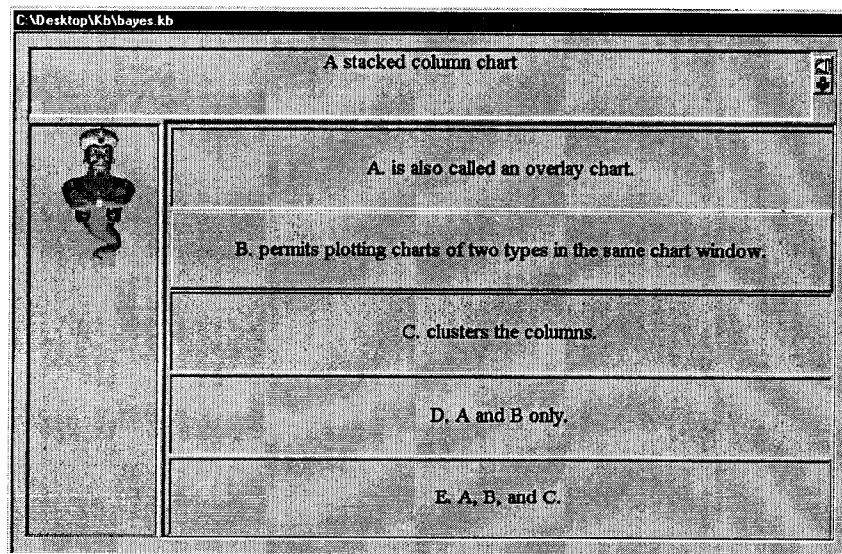 C:\Desktop\Kb\bayes.kb
A stacked column chart
A. is also called an overlay chart.
B. permits plotting charts of two types in the same chart window.
C. clusters the columns.
D. A and B only.
E. A, B, and C.